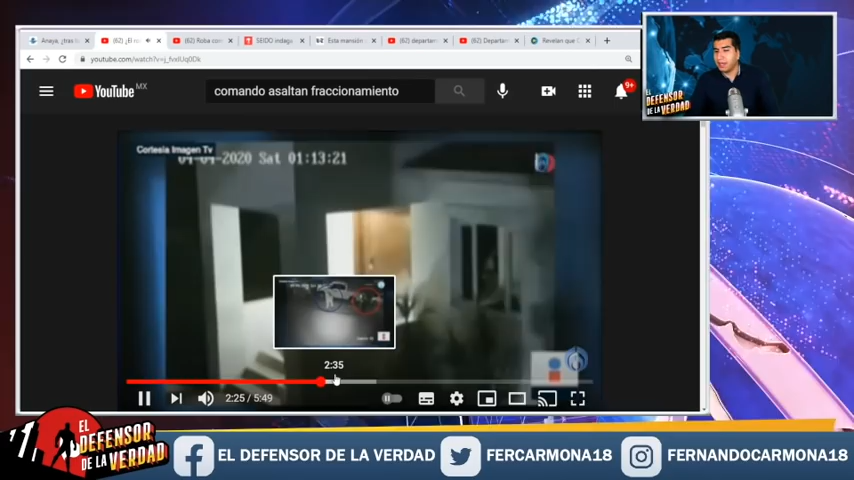 Anaya, ¿tras
(62) ¿El
(62) Roba con
SEIDO indaga
Esta mansión
(62) departam
(62) Departam
Revelan que
youtube.com/watch?v=j_fvxlUq0Dk
YouTube MX
comando asaltan fraccionamiento
9+
EL DEFENSOR DE LA VERDAD
Cortesía Imagen Tv
04-04-2020 Sat 01:13:21
2:35
2:25 / 5:49
EL
DEFENSOR
DE LA VERDAD
EL DEFENSOR DE LA VERDAD
FERCARMONA18
FERNANDOCARMONA18